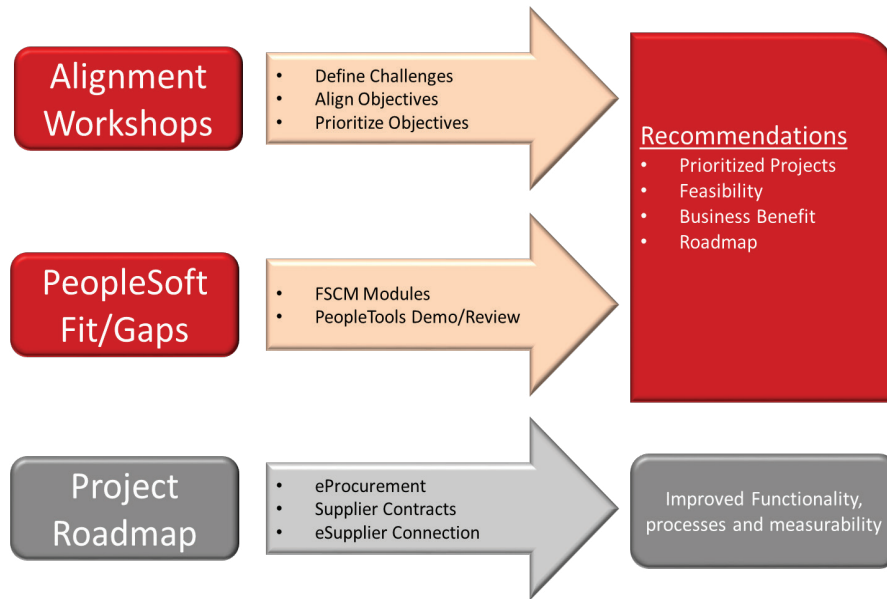 Alignment
Workshops
• Define Challenges
• Align Objectives
• Prioritize Objectives
Recommendations
• Prioritized Projects
• Feasibility
• Business Benefit
• Roadmap
PeopleSoft
Fit/Gaps
• FSCM Modules
• PeopleTools Demo/Review
Project
Roadmap
• eProcurement
• Supplier Contracts
• eSupplier Connection
Improved Functionality,
processes and measurability